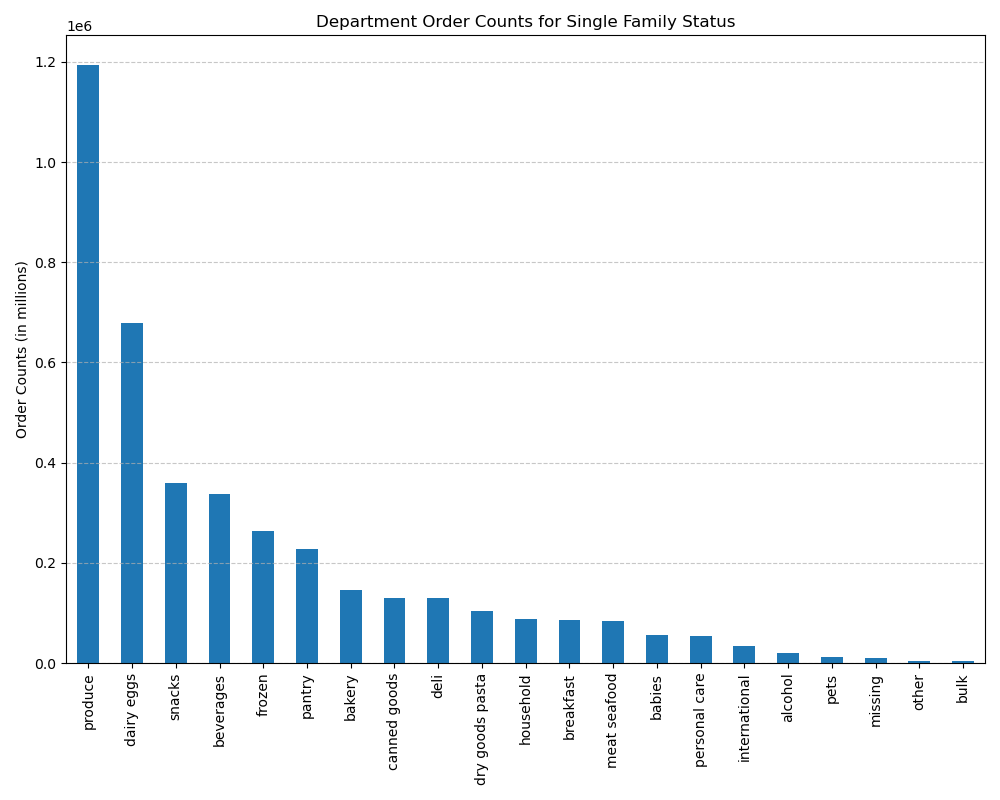 Department Order Counts for Single Family Status
1e6
Order Counts (in millions)
1.2
1.0
0.8
0.6
0.4
0.2
0.0
produce
dairy eggs
snacks
beverages
frozen
pantry
bakery
canned goods
deli
dry goods pasta
household
breakfast
meat seafood
babies
personal care
international
alcohol
pets
missing
other
bulk